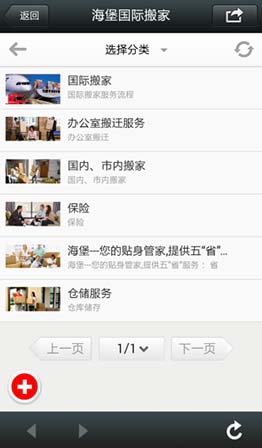 返回
海堡国际搬家
选择分类
国际搬家
国际搬家服务流程
办公室搬迁服务
办公室搬迁
国内、市内搬家
国内、市内搬家
保险
保险
海堡---您的贴身管家,提供五“省”...
海堡---您的贴身管家，提供五“省”服务 ： 省
仓储服务
仓库储存
上一页
1/1
下一页